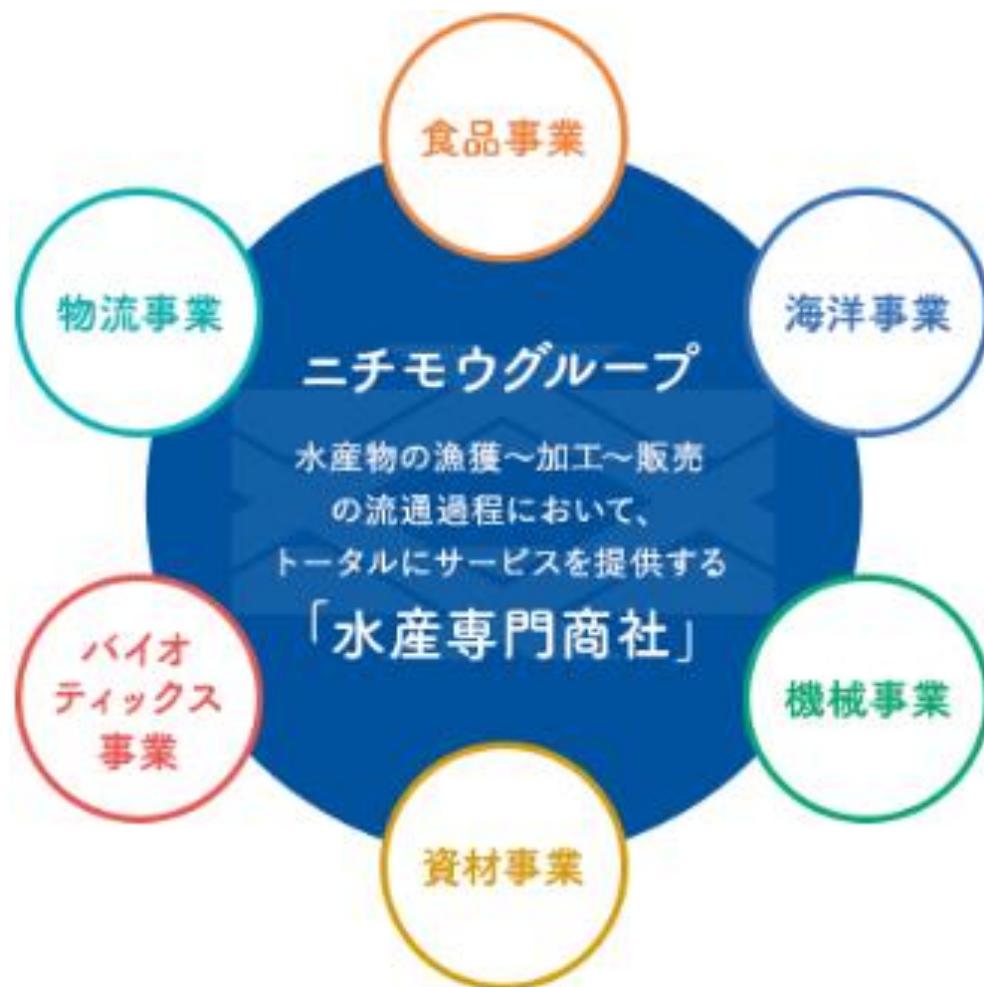 食品事業
物流事業
海洋事業
ニチモウグループ
水産物の漁獲～加工～販売
の流通過程において、
トータルにサービスを提供する
「水産専門商社」
バイオ
ティックス
事業
機械事業
資材事業